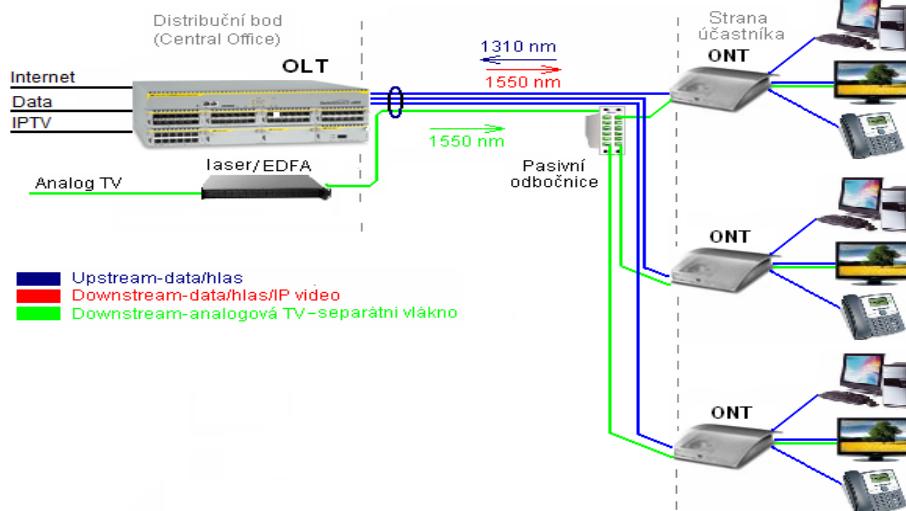 Distribuční bod
(Central Office)
Strana
účastníka
OLT
1310 nm
1550 nm
ONT
Internet
Data
IPTV
1550 nm
laser/EDFA
Analog TV
Pasivní
odbočnice
ONT
Upstream-data/hlas
Downstream-data/hlas/IP video
Downstream-analogová TV-separátní vlákno
ONT